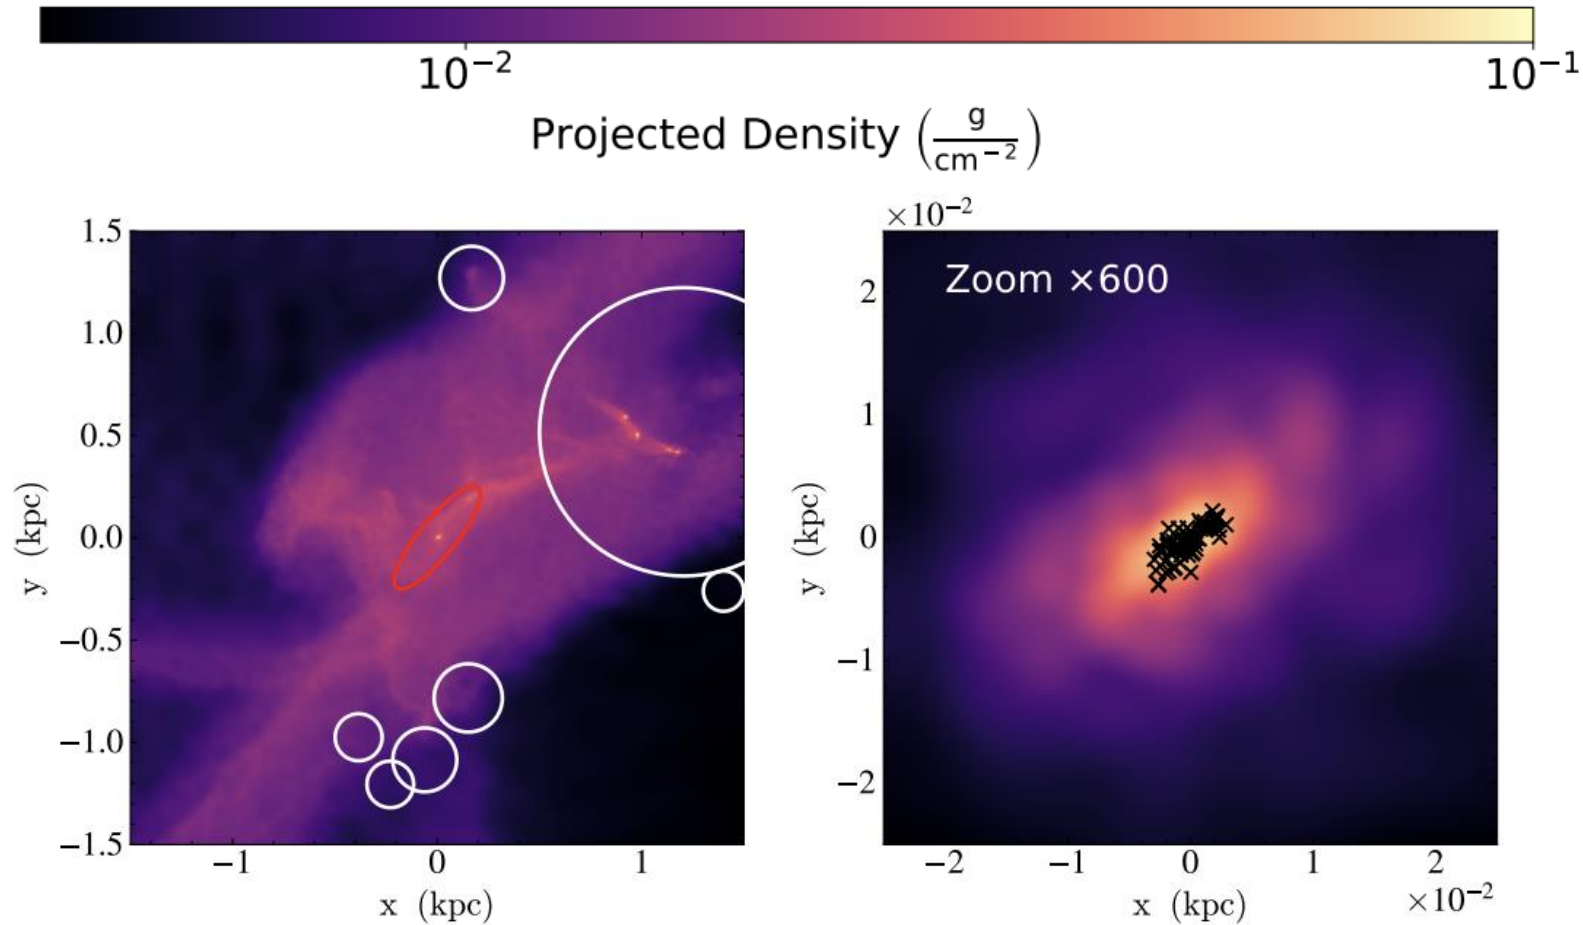 10⁻² 10⁻¹
Projected Density (g/cm⁻²)
×10⁻²
Zoom ×600
1.5
1.0
0.5
0.0
−0.5
−1.0
−1.5
y (kpc)
−1 0 1
x (kpc)
2
1
0
−1
−2
y (kpc)
−2 −1 0 1 2
x (kpc)
×10⁻²